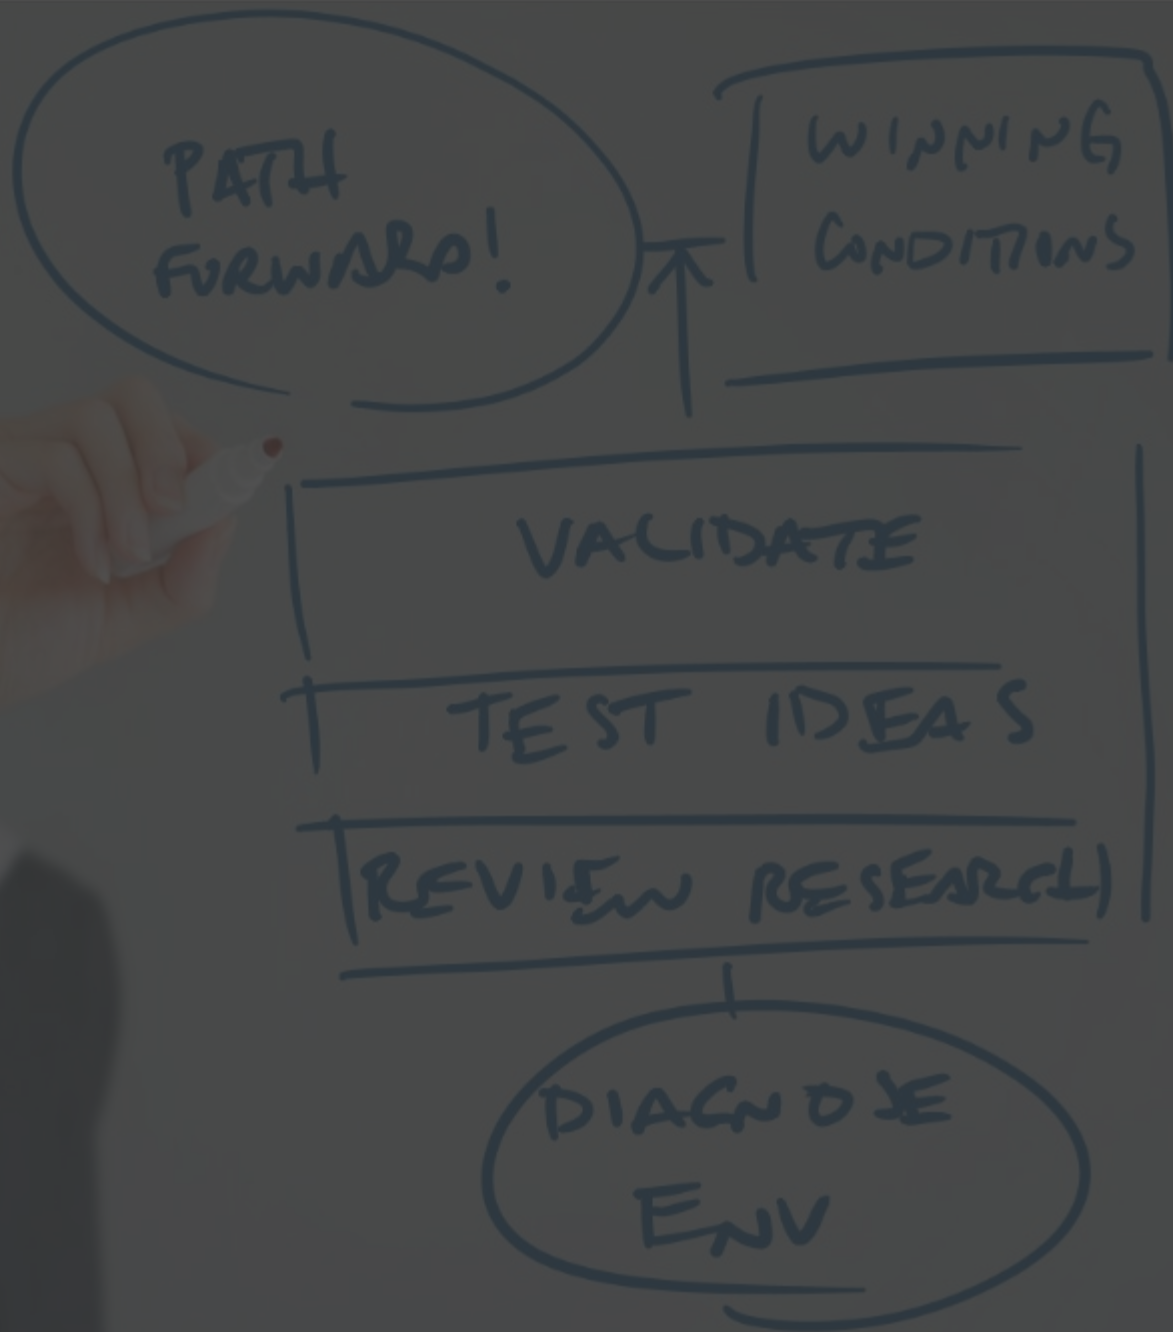 PATH
FORWARD!
WINNING
CONDITIONS
VALIDATE
TEST IDEAS
REVIEW RESEARCH
DIAGNOSE
ENV